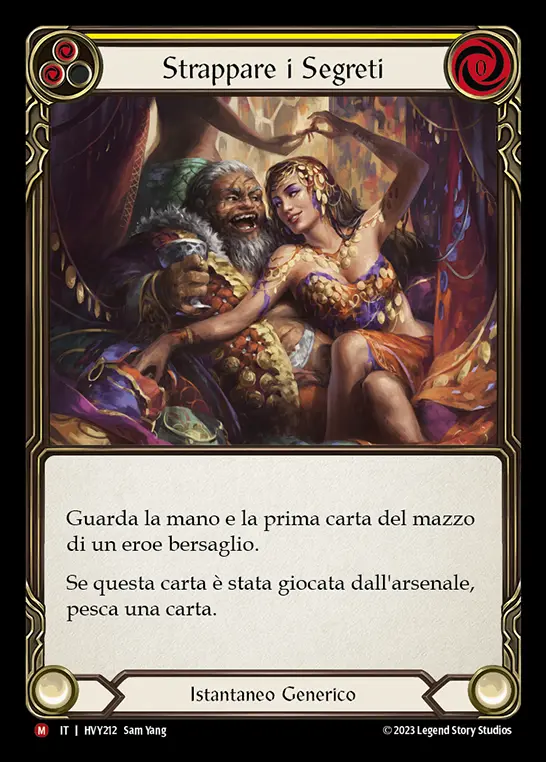 Strappare i Segreti
0
Guarda la mano e la prima carta del mazzo
di un eroe bersaglio.
Se questa carta è stata giocata dall'arsenale,
pesca una carta.
Istantaneo Generico
M IT | HVY212 Sam Yang
© 2023 Legend Story Studios